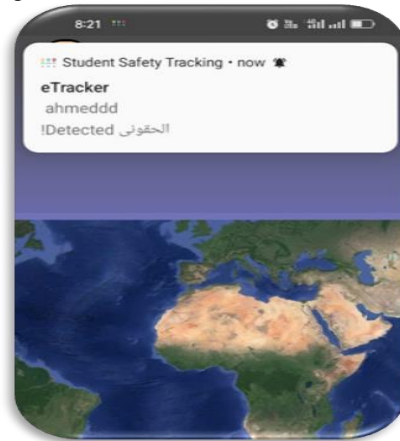 8:21
Student Safety Tracking • now
eTracker
ahmeddd
!Detected الحقونى